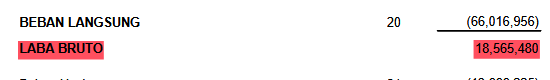 BEBAN LANGSUNG 20 (66,016,956)
LABA BRUTO 18,565,480